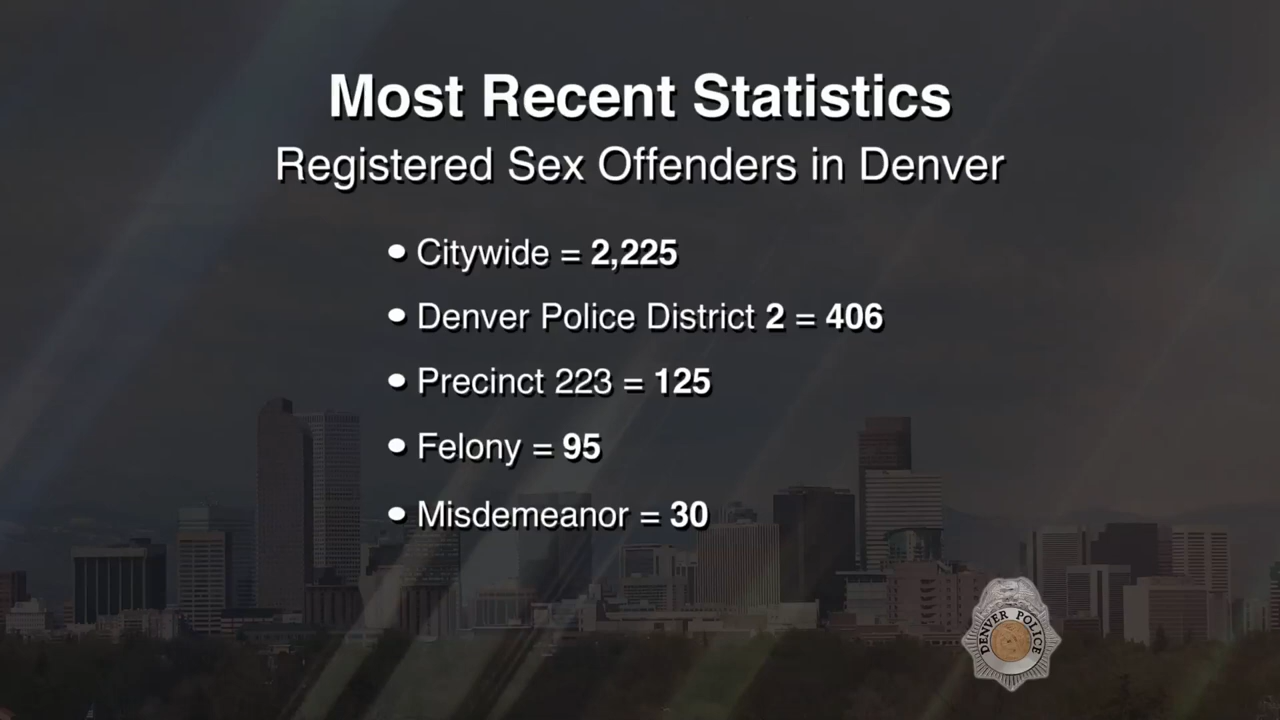 Most Recent Statistics
Registered Sex Offenders in Denver
• Citywide = 2,225
• Denver Police District 2 = 406
• Precinct 223 = 125
• Felony = 95
• Misdemeanor = 30
DENVER POLICE